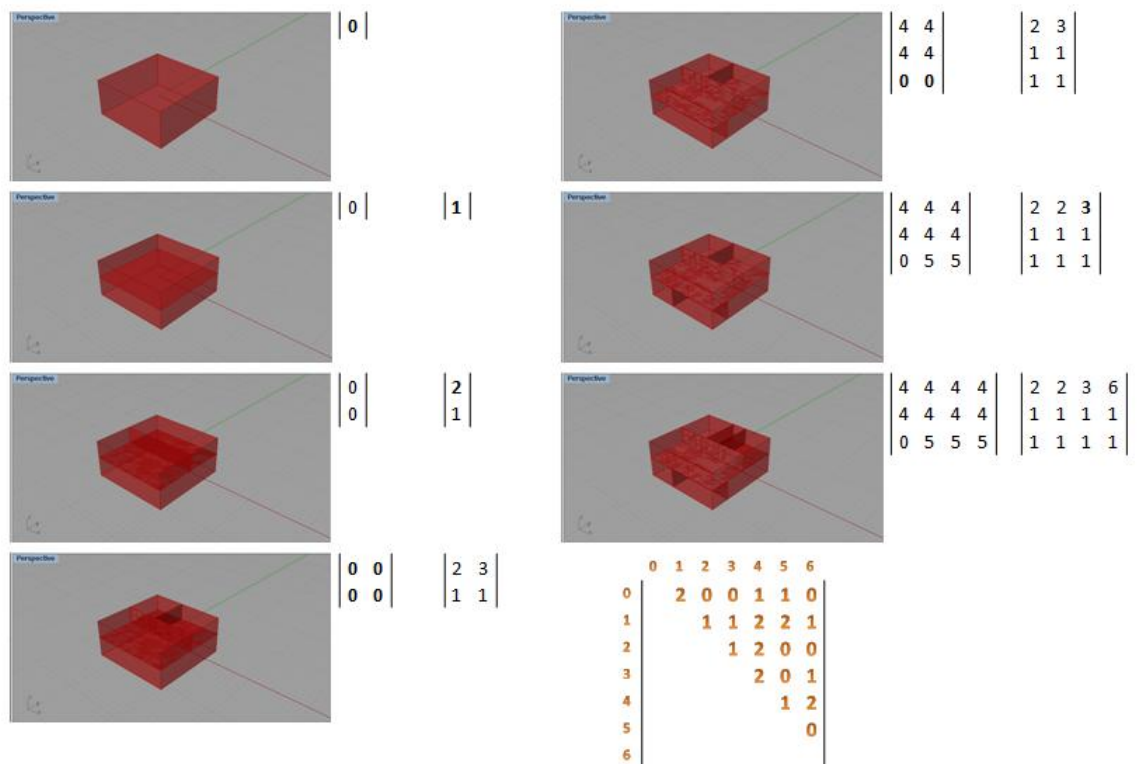 Perspective
|0|
Perspective
|0| |1|
Perspective
|0| |2|
|0| |1|
Perspective
|0 0| |2 3|
|0 0| |1 1|
Perspective
|4 4| |2 3|
|4 4| |1 1|
|0 0| |1 1|
Perspective
|4 4 4| |2 2 3|
|4 4 4| |1 1 1|
|0 5 5| |1 1 1|
Perspective
|4 4 4 4| |2 2 3 6|
|4 4 4 4| |1 1 1 1|
|0 5 5 5| |1 1 1 1|
0 1 2 3 4 5 6
0 2 0 0 1 1 0
1 1 1 2 2 1
2 1 2 0 0
3 2 0 1
4 1 2
5 0
6